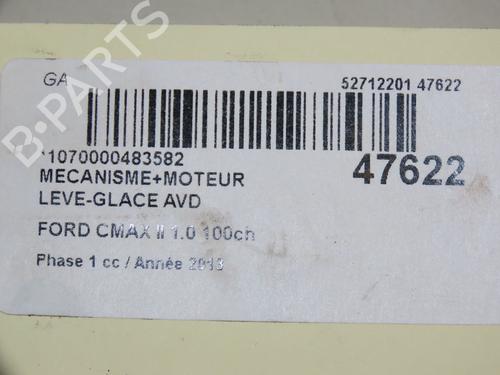 GA
52712201 47622
*1070000483582
47622
MECANISME+MOTEUR
LEVE-GLACE AVD
FORD CMAX II 1.0 100ch
Phase 1 cc / Année 2013
B-PARTS